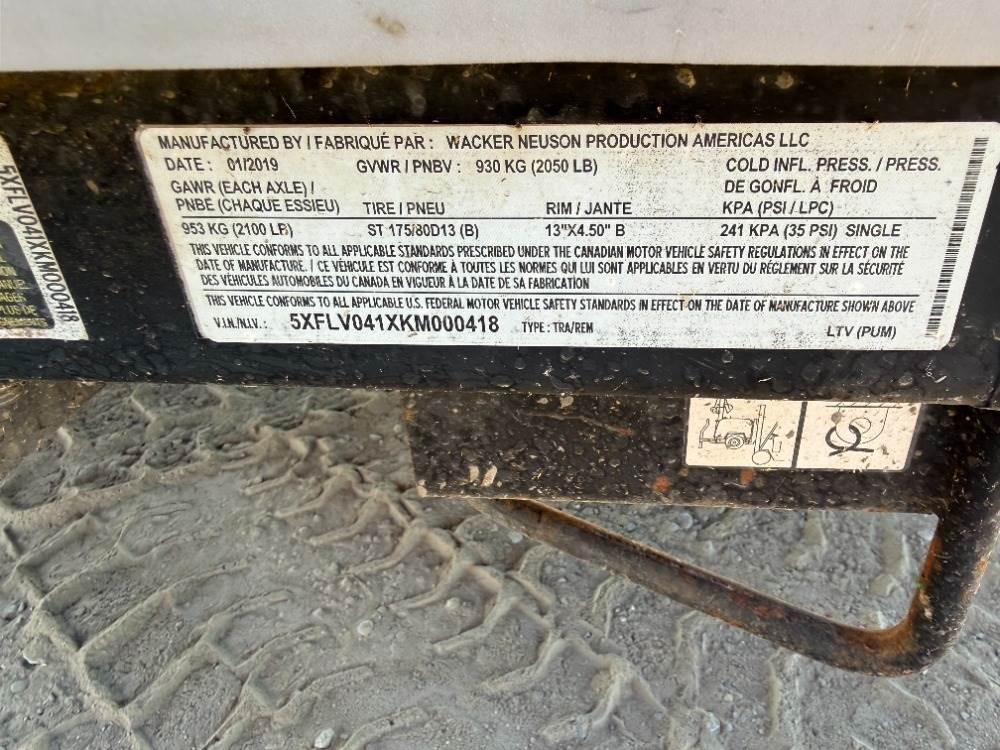 MANUFACTURED BY / FABRIQUÉ PAR : WACKER NEUSON PRODUCTION AMERICAS LLC
DATE : 01/2019 GVWR / PNBV : 930 KG (2050 LB) COLD INFL. PRESS. / PRESS.
GAWR (EACH AXLE) / DE GONFL. À FROID
PNBE (CHAQUE ESSIEU) TIRE / PNEU RIM / JANTE KPA (PSI / LPC)
953 KG (2100 LB) ST 175/80D13 (B) 13"X4.50" B 241 KPA (35 PSI) SINGLE
THIS VEHICLE CONFORMS TO ALL APPLICABLE STANDARDS PRESCRIBED UNDER THE CANADIAN MOTOR VEHICLE SAFETY REGULATIONS IN EFFECT ON THE
DATE OF MANUFACTURE. / CE VÉHICULE EST CONFORME À TOUTES LES NORMES QUI LUI SONT APPLICABLES EN VERTU DU RÈGLEMENT SUR LA SÉCURITÉ
DES VÉHICULES AUTOMOBILES DU CANADA EN VIGUEUR À LA DATE DE SA FABRICATION
THIS VEHICLE CONFORMS TO ALL APPLICABLE U.S. FEDERAL MOTOR VEHICLE SAFETY STANDARDS IN EFFECT ON THE DATE OF MANUFACTURE SHOWN ABOVE
V.I.N./N.I.V. : 5XFLV041XKM000418 TYPE : TRA/REM LTV (PUM)
5XFLV041XKM000418